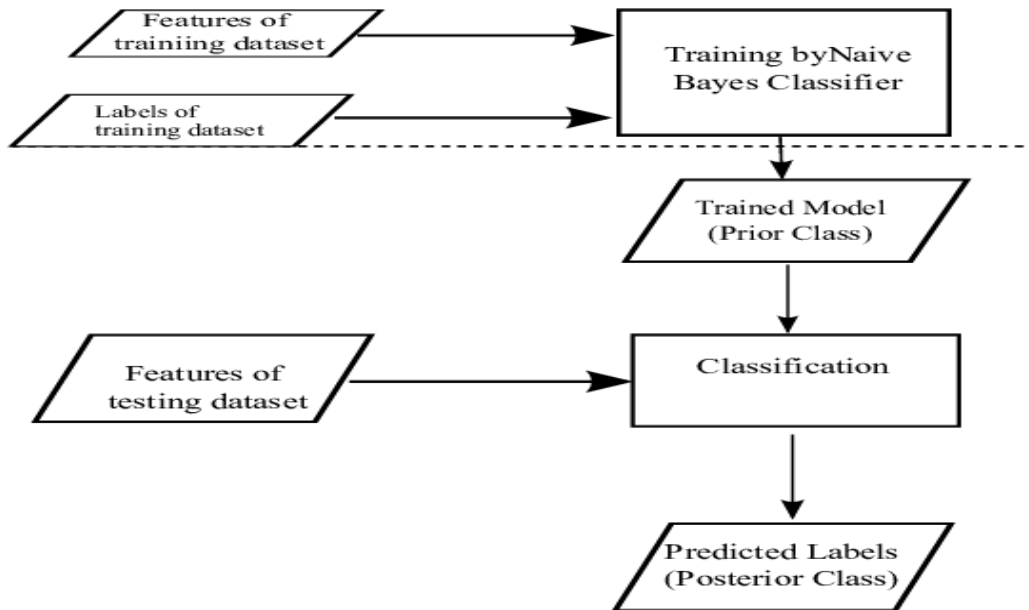 Features of
trainiing dataset
Training byNaive
Bayes Classifier
Labels of
training dataset
Trained Model
(Prior Class)
Classification
Features of
testing dataset
Predicted Labels
(Posterior Class)